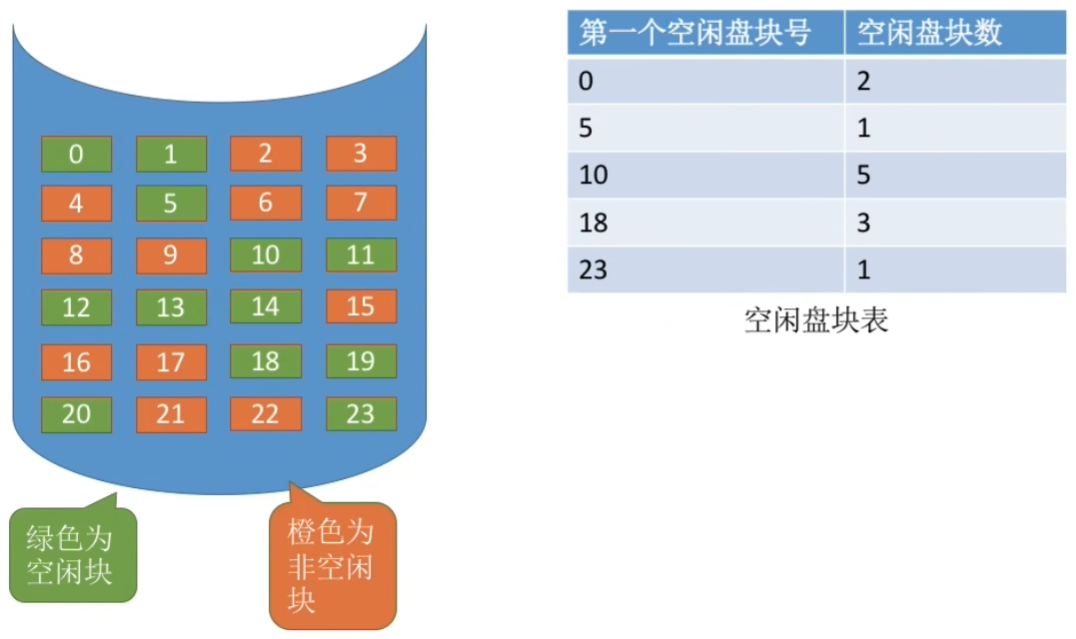 0 1 2 3
4 5 6 7
8 9 10 11
12 13 14 15
16 17 18 19
20 21 22 23
绿色为
空闲块
橙色为
非空闲
块
第一个空闲盘块号 空闲盘块数
0 2
5 1
10 5
18 3
23 1
空闲盘块表